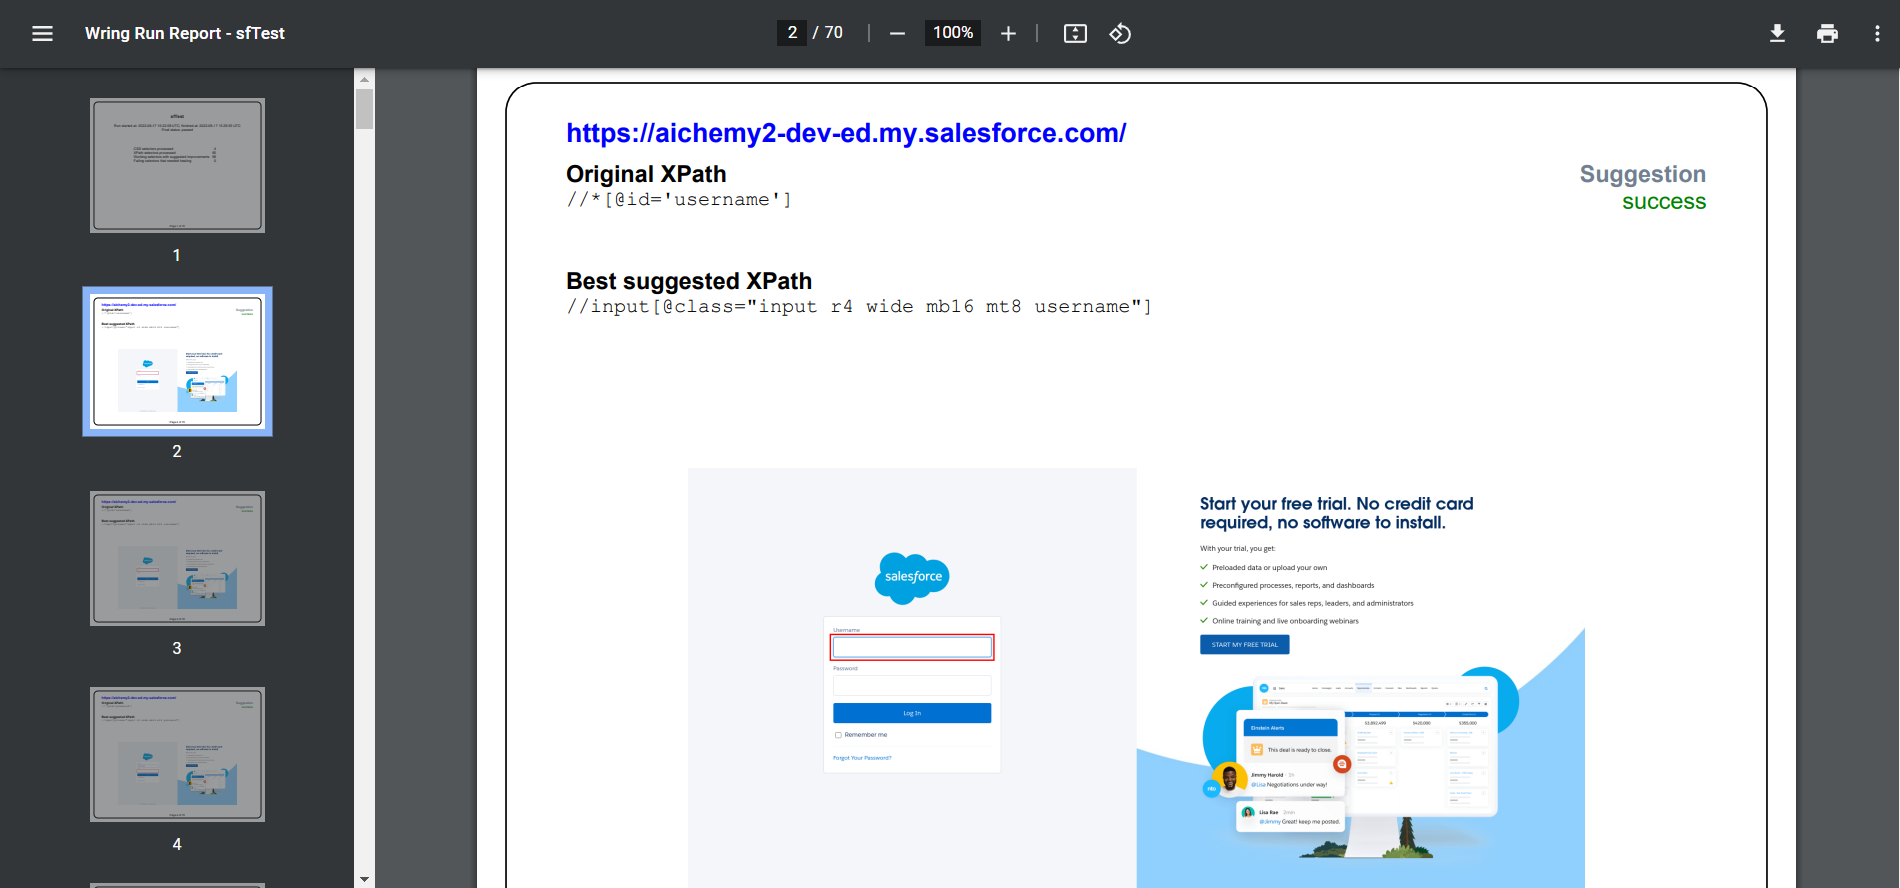 Wring Run Report - sfTest
2 / 70
100%
1
2
3
4
https://aichemy2-dev-ed.my.salesforce.com/
Original XPath
//*[@id='username']
Suggestion
success
Best suggested XPath
//input[@class="input r4 wide mb16 mt8 username"]
salesforce
Username
Password
Log In
Remember me
Forgot Your Password?
Start your free trial. No credit card
required, no software to install.
With your trial, you get:
Preloaded data or upload your own
Preconfigured processes, reports, and dashboards
Guided experiences for sales reps, leaders, and administrators
Online training and live onboarding webinars
START MY FREE TRIAL
Einstein Alerts
This deal is ready to close.
Jimmy Harold
@Lisa Negotiations under way!
nto
Lisa Rae
@Jimmy Great! keep me posted.